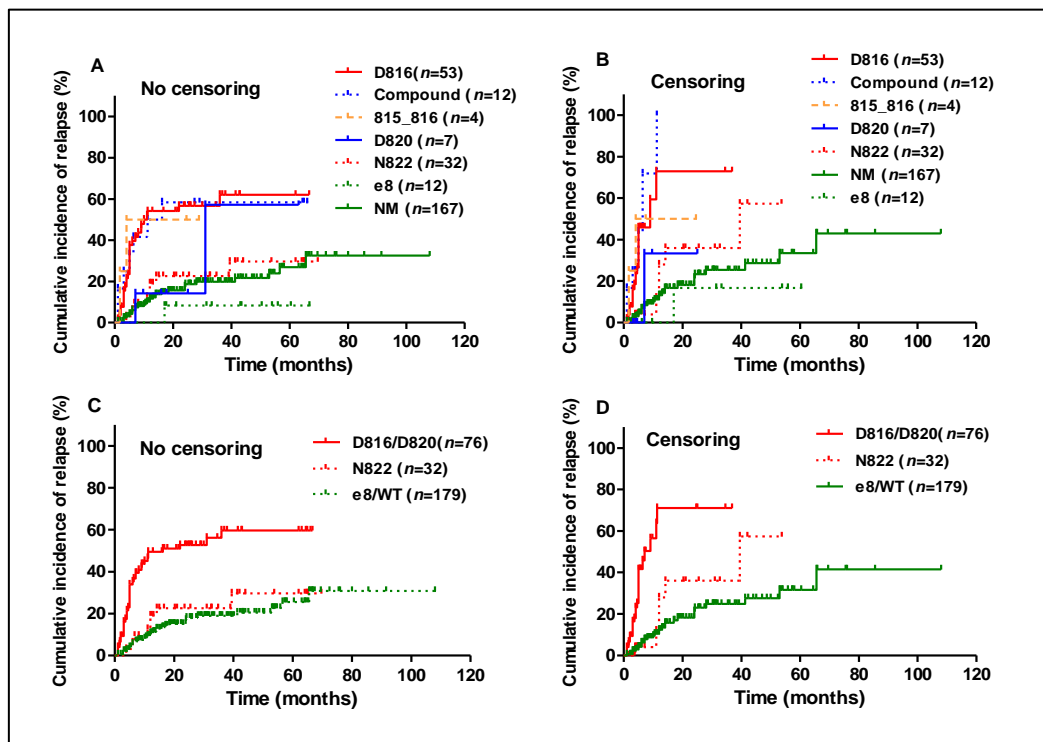 A
No censoring
D816(n=53)
Compound (n=12)
815_816 (n=4)
D820 (n=7)
N822 (n=32)
e8 (n=12)
NM (n=167)
Cumulative incidence of relapse (%)
100
80
60
40
20
0
0 20 40 60 80 100 120
Time (months)
B
Censoring
D816 (n=53)
Compound (n=12)
815_816 (n=4)
D820 (n=7)
N822 (n=32)
NM (n=167)
e8 (n=12)
Cumulative incidence of relapse (%)
100
80
60
40
20
0
0 20 40 60 80 100 120
Time (months)
C
No censoring
D816/D820(n=76)
N822 (n=32)
e8/WT (n=179)
Cumulative incidence of relapse (%)
100
80
60
40
20
0
0 20 40 60 80 100 120
Time (months)
D
Censoring
D816/D820(n=76)
N822 (n=32)
e8/WT (n=179)
Cumulative incidence of relapse (%)
100
80
60
40
20
0
0 20 40 60 80 100 120
Time (months)